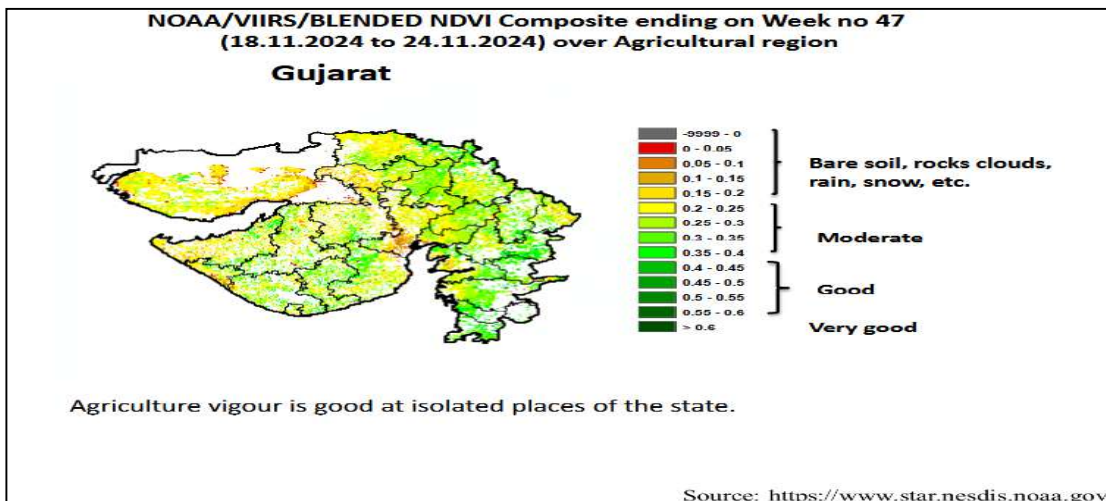 NOAA/VIIRS/BLENDED NDVI Composite ending on Week no 47
(18.11.2024 to 24.11.2024) over Agricultural region
Gujarat
-9999 - 0
0 - 0.05
0.05 - 0.1
0.1 - 0.15
0.15 - 0.2
0.2 - 0.25
0.25 - 0.3
0.3 - 0.35
0.35 - 0.4
0.4 - 0.45
0.45 - 0.5
0.5 - 0.55
0.55 - 0.6
> 0.6
Bare soil, rocks clouds,
rain, snow, etc.
Moderate
Good
Very good
Agriculture vigour is good at isolated places of the state.
Source: https://www.star.nesdis.noaa.gov